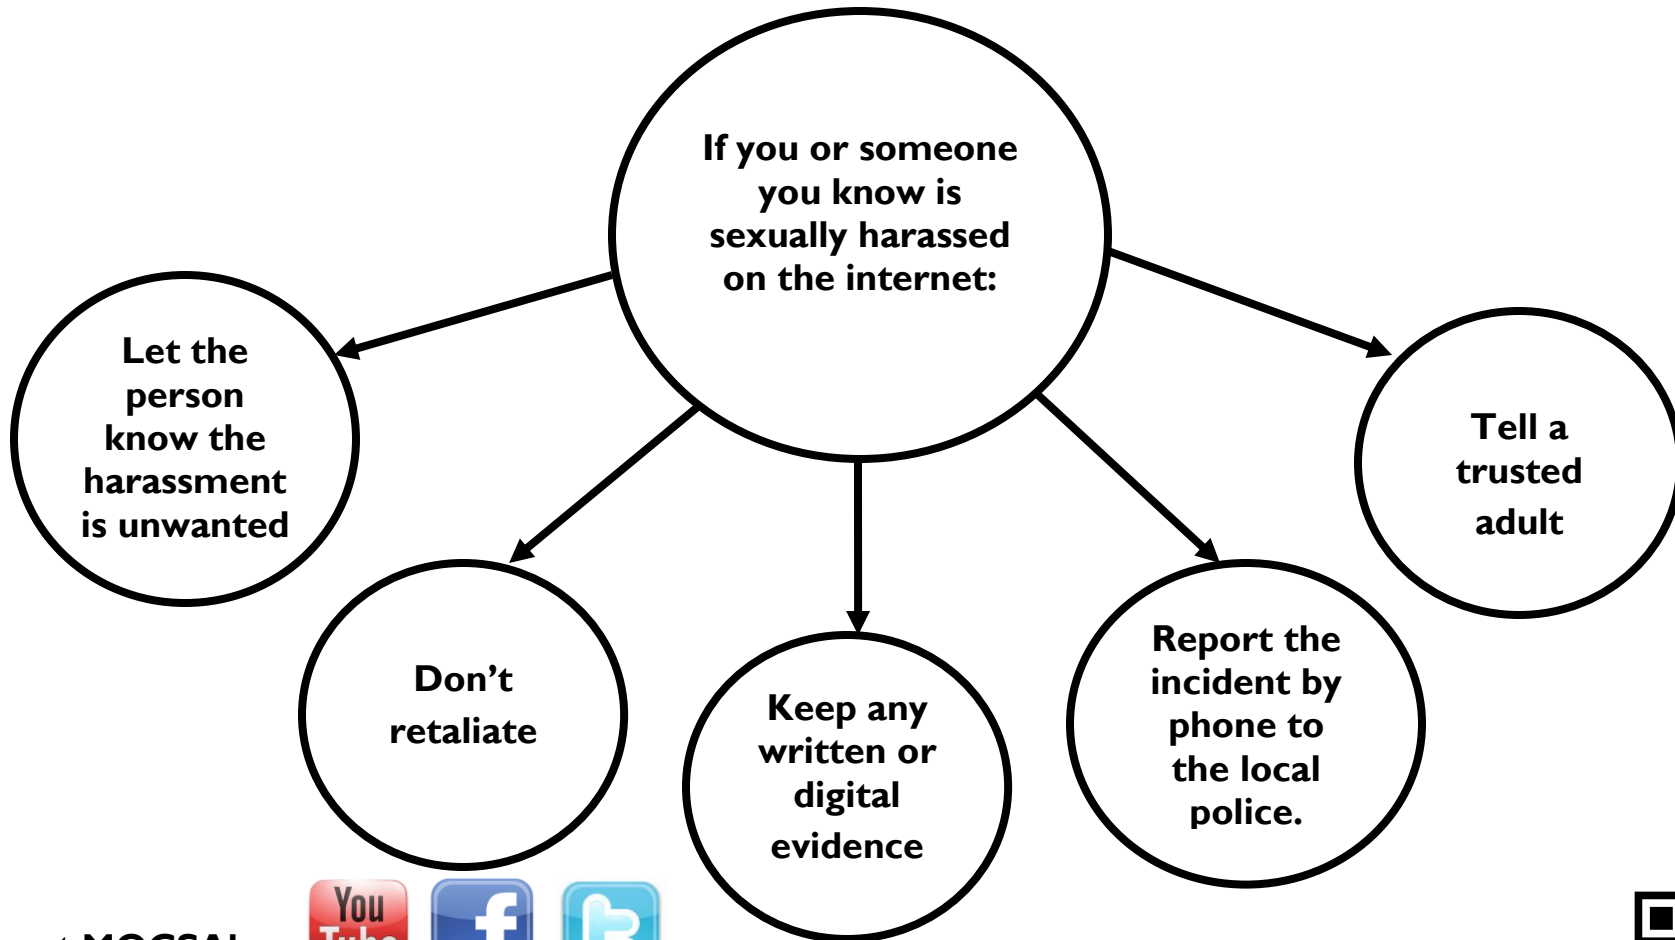 If you or someone
you know is
sexually harassed
on the internet:
Let the
person
know the
harassment
is unwanted
Don’t
retaliate
Keep any
written or
digital
evidence
Report the
incident by
phone to
the local
police.
Tell a
trusted
adult
You
Tube
f